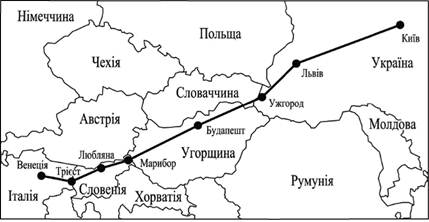 Німеччина
Польща
Київ
Чехія
Львів
Україна
Словаччина
Ужгород
Австрія
Будапешт
Молдова
Любляна
Венеція
Трієст
Марибор
Угорщина
Румунія
Італія
Словенія
Хорватія